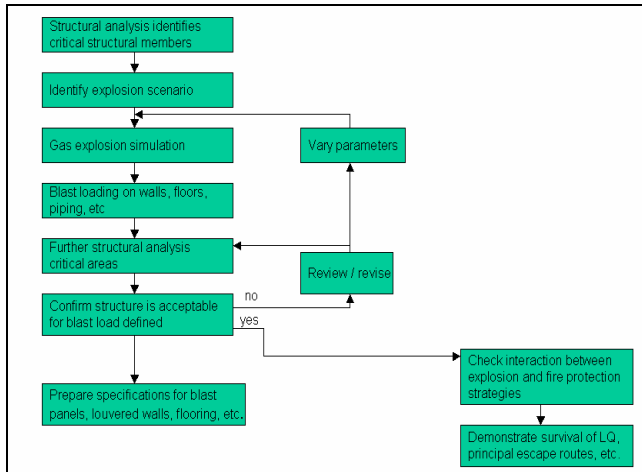 Structural analysis identifies
critical structural members
Identify explosion scenario
Gas explosion simulation
Vary parameters
Blast loading on walls, floors,
piping, etc
Further structural analysis
critical areas
Review / revise
no
Confirm structure is acceptable
for blast load defined
yes
Check interaction between
explosion and fire protection
strategies
Prepare specifications for blast
panels, louvered walls, flooring, etc.
Demonstrate survival of LQ,
principal escape routes, etc.